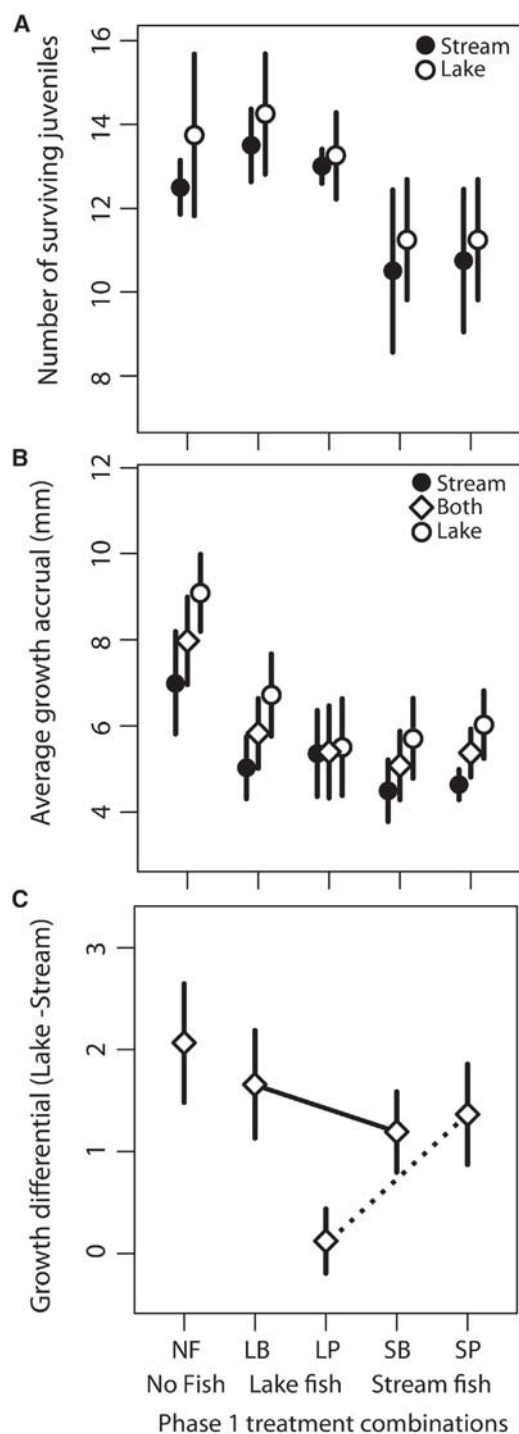 A
Number of surviving juveniles
16
14
12
10
8
Stream
Lake
B
Average growth accrual (mm)
12
10
8
6
4
Stream
Both
Lake
C
Growth differential (Lake -Stream)
3
2
1
0
NF LB LP SB SP
No Fish Lake fish Stream fish
Phase 1 treatment combinations